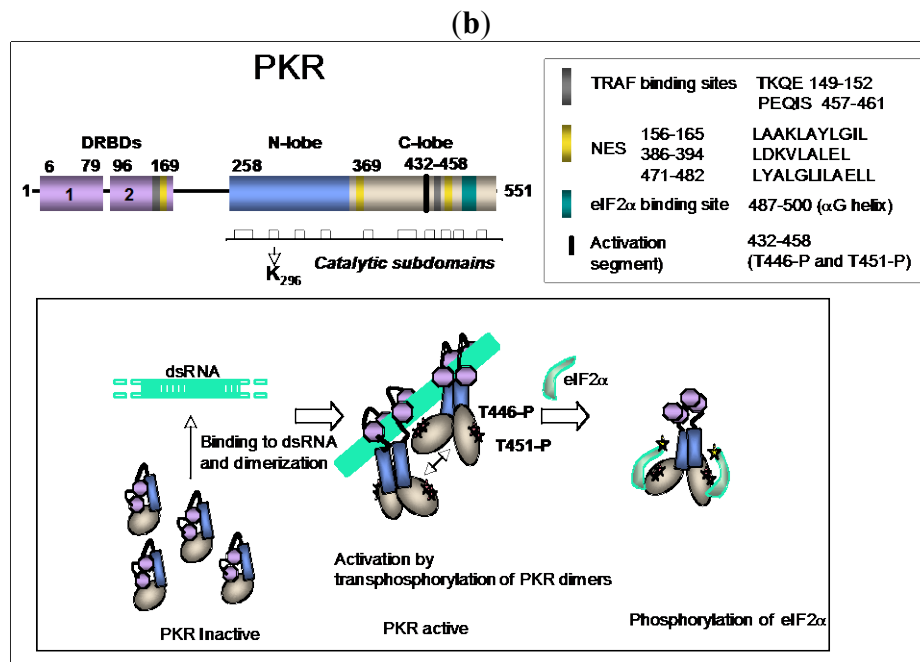 (b)
PKR
DRBDs
N-lobe
C-lobe
6 79 96 169 258 369 432-458
1
1
2
551
K296
Catalytic subdomains
TRAF binding sites TKQE 149-152
PEQIS 457-461
NES
156-165 LAAKLAYLGIL
386-394 LDKVLALEL
471-482 LYALGLILAELL
eIF2α binding site 487-500 (αG helix)
Activation segment) 432-458
(T446-P and T451-P)
dsRNA
Binding to dsRNA
and dimerization
PKR Inactive
T446-P
T451-P
Activation by
transphosphorylation of PKR dimers
PKR active
eIF2α
Phosphorylation of eIF2α